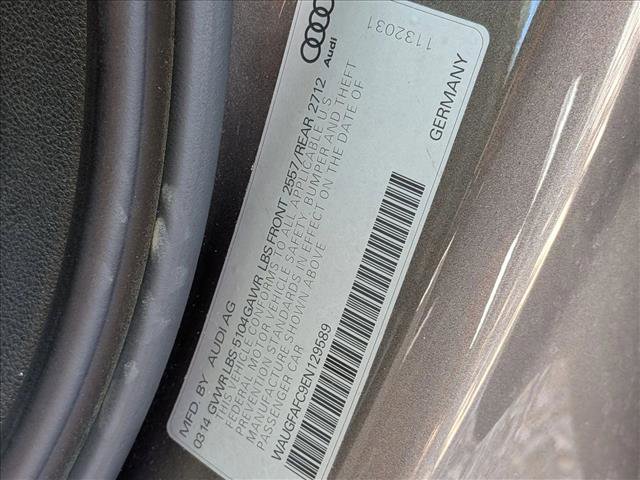 MFD. BY AUDI AG
0314 GVWR LBS 5104 GAWR LBS FRONT 2557/REAR 2712
THIS VEHICLE CONFORMS TO ALL APPLICABLE U.S.
FEDERAL MOTOR VEHICLE SAFETY, BUMPER AND THEFT
PREVENTION STANDARDS IN EFFECT ON THE DATE OF
MANUFACTURE SHOWN ABOVE
PASSENGER CAR
WAUGFAFC9EN129589
Audi
1132031
GERMANY